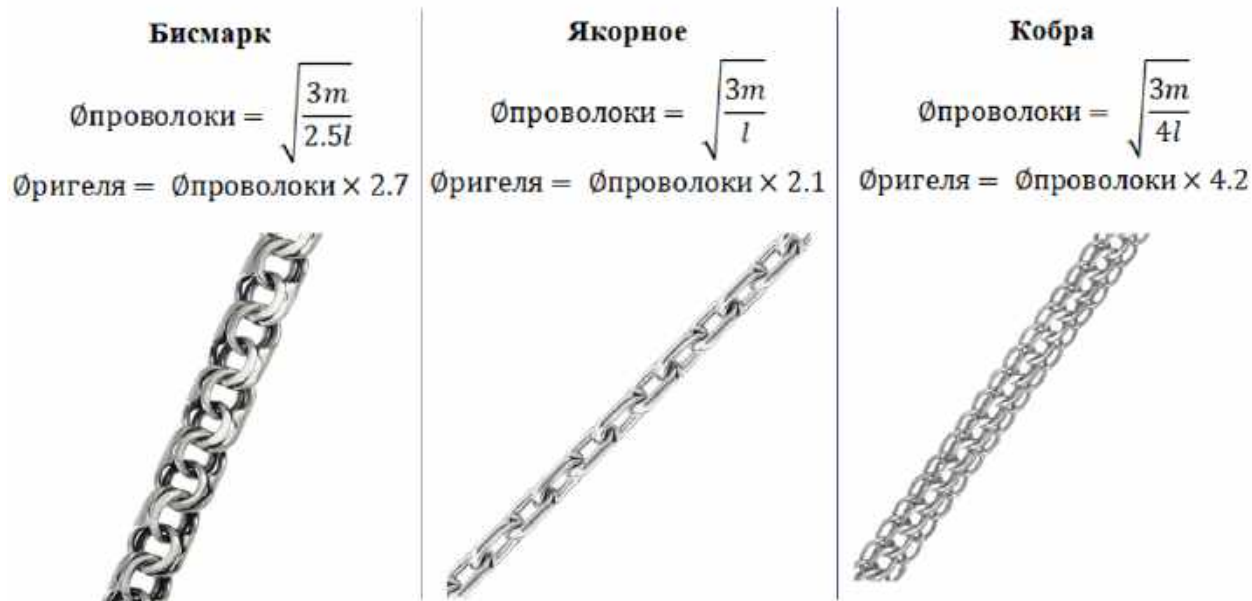 Бисмарк
Øпроволоки = √(3m/2.5l)
Øригеля = Øпроволоки × 2.7
Якорное
Øпроволоки = √(3m/l)
Øригеля = Øпроволоки × 2.1
Кобра
Øпроволоки = √(3m/4l)
Øригеля = Øпроволоки × 4.2